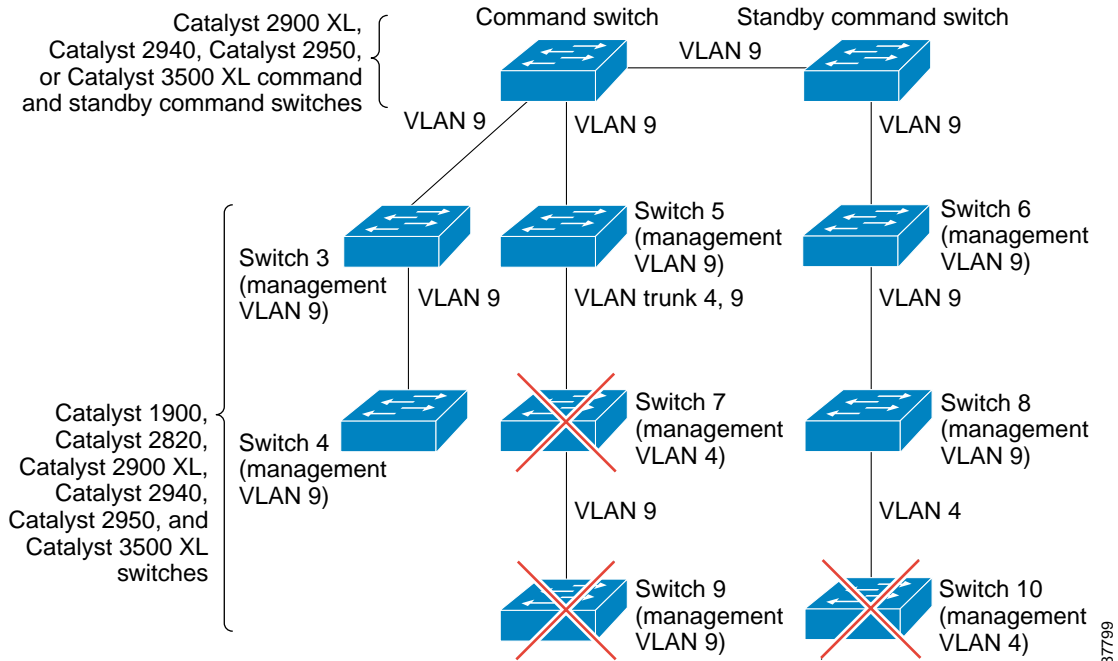 Catalyst 2900 XL,
Catalyst 2940, Catalyst 2950,
or Catalyst 3500 XL command
and standby command switches
Command switch
Standby command switch
VLAN 9
VLAN 9
VLAN 9
VLAN 9
Switch 3
(management
VLAN 9)
Switch 5
(management
VLAN 9)
Switch 6
(management
VLAN 9)
VLAN 9
VLAN trunk 4, 9
VLAN 9
Catalyst 1900,
Catalyst 2820,
Catalyst 2900 XL,
Catalyst 2940,
Catalyst 2950, and
Catalyst 3500 XL
switches
Switch 4
(management
VLAN 9)
Switch 7
(management
VLAN 4)
Switch 8
(management
VLAN 9)
VLAN 9
VLAN 4
Switch 9
(management
VLAN 9)
Switch 10
(management
VLAN 4)